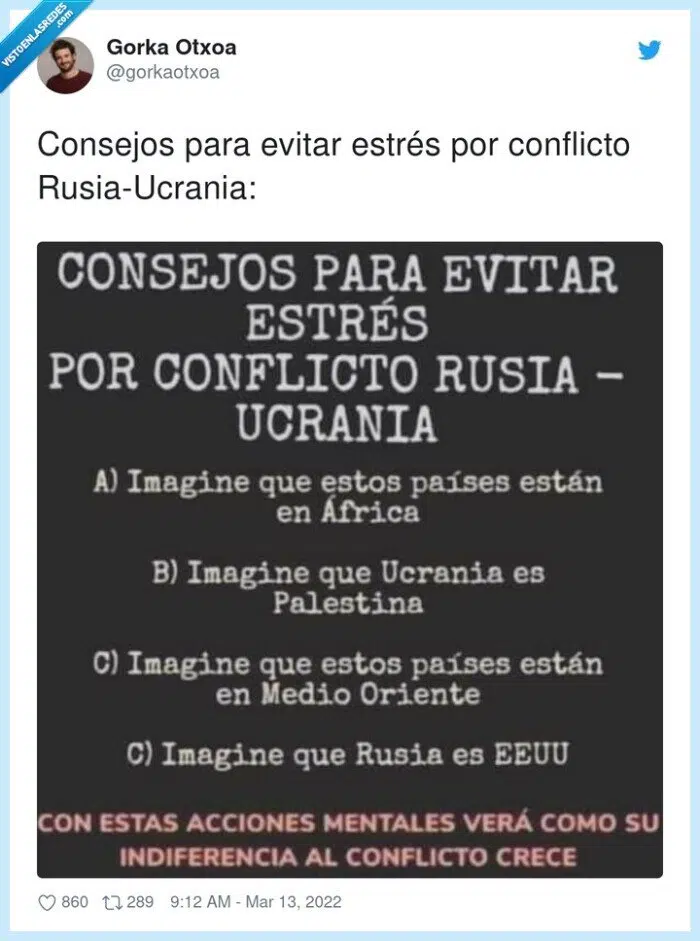 VISTOENLASREDES
.com
Gorka Otxoa
@gorkaotxoa
Consejos para evitar estrés por conflicto
Rusia-Ucrania:
CONSEJOS PARA EVITAR
ESTRÉS
POR CONFLICTO RUSIA –
UCRANIA
A) Imagine que estos países están
en África
B) Imagine que Ucrania es
Palestina
C) Imagine que estos países están
en Medio Oriente
C) Imagine que Rusia es EEUU
CON ESTAS ACCIONES MENTALES VERÁ COMO SU
INDIFERENCIA AL CONFLICTO CRECE
860 289 9:12 AM - Mar 13, 2022